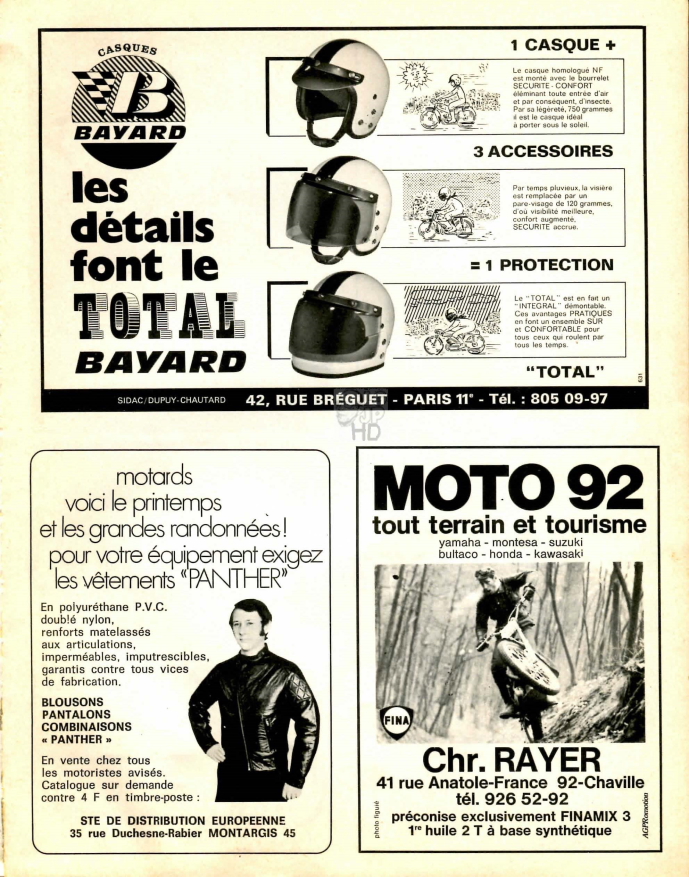 CASQUES
B
BAYARD
les
détails
font le
TOTAL
BAYARD
1 CASQUE +
Le casque homologué NF
est monté avec le bourrelet
SECURITE - CONFORT
éléminant toute entrée d'air
et par conséquent, d'insecte.
Par sa légéreté, 750 grammes
il est le casque idéal
à porter sous le soleil.
3 ACCESSOIRES
Par temps pluvieux, la visière
est remplacée par un
pare-visage de 120 grammes,
d'où visibilité meilleure,
confort augmenté,
SECURITE accrue.
= 1 PROTECTION
Le "TOTAL" est en fait un
"INTEGRAL" démontable.
Ces avantages PRATIQUES
en font un ensemble SUR
et CONFORTABLE pour
tous ceux qui roulent par
tous les temps.
"TOTAL"
631
SIDAC/DUPUY-CHAUTARD 42, RUE BRÉGUET - PARIS 11e - Tél. : 805 09-97
HD
motards
voici le printemps
et les grandes randonnées!
pour votre équipement exigez
les vêtements «PANTHER»
En polyuréthane P.V.C.
doublé nylon,
renforts matelassés
aux articulations,
imperméables, imputrescibles,
garantis contre tous vices
de fabrication.
BLOUSONS
PANTALONS
COMBINAISONS
« PANTHER »
En vente chez tous
les motoristes avisés.
Catalogue sur demande
contre 4 F en timbre-poste :
STE DE DISTRIBUTION EUROPEENNE
35 rue Duchesne-Rabier MONTARGIS 45
MOTO 92
tout terrain et tourisme
yamaha - montesa - suzuki
bultaco - honda - kawasaki
FINA
Chr. RAYER
41 rue Anatole-France 92-Chaville
tél. 926 52-92
préconise exclusivement FINAMIX 3
1re huile 2 T à base synthétique
photo figuré
AGPRomotion